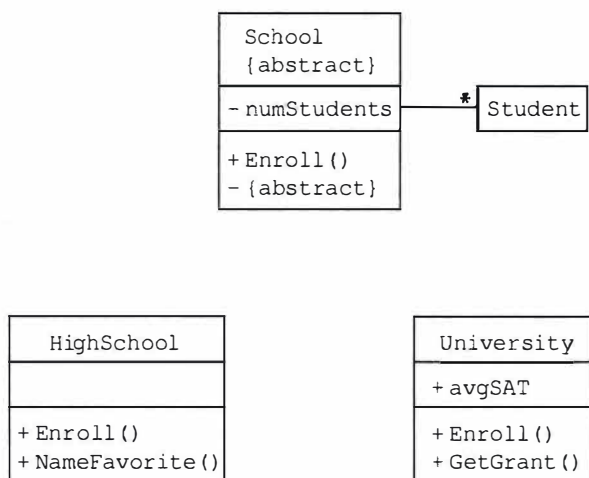 School
{abstract}
- numStudents
*
Student
+ Enroll()
- {abstract}
HighSchool
+ Enroll()
+ NameFavorite()
University
+ avgSAT
+ Enroll()
+ GetGrant()